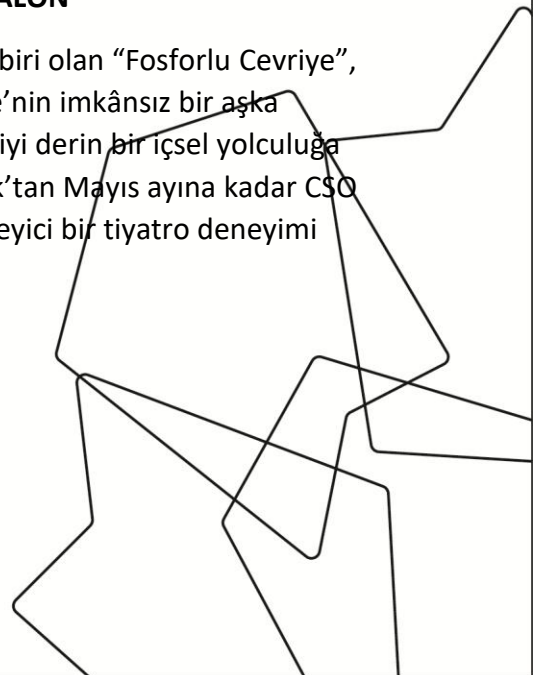 ALON
biri olan “Fosforlu Cevriye”,
e’nin imkânsız bir aşka
iyi derin bir içsel yolculuğa
k’tan Mayıs ayına kadar CSO
eyici bir tiyatro deneyimi